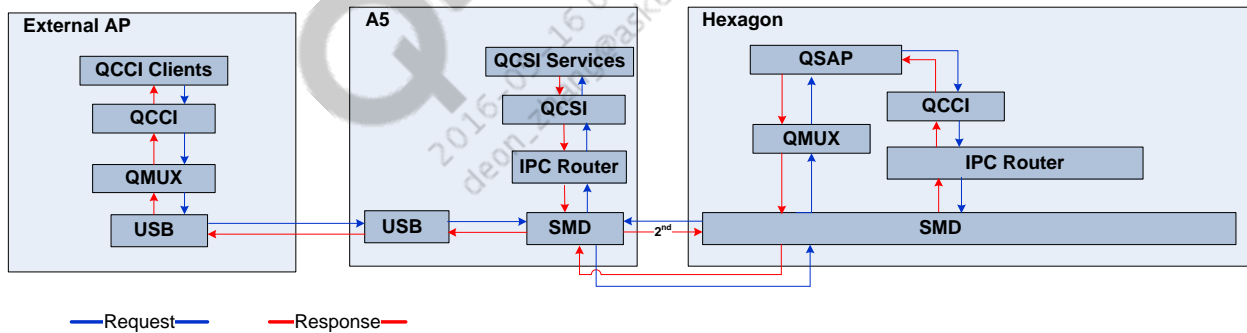 External AP
A5
Hexagon
QCCI Clients
QCCI
QMUX
USB
QCSI Services
QCSI
IPC Router
USB
SMD
QSAP
QCCI
QMUX
IPC Router
SMD
2nd
Request
Response